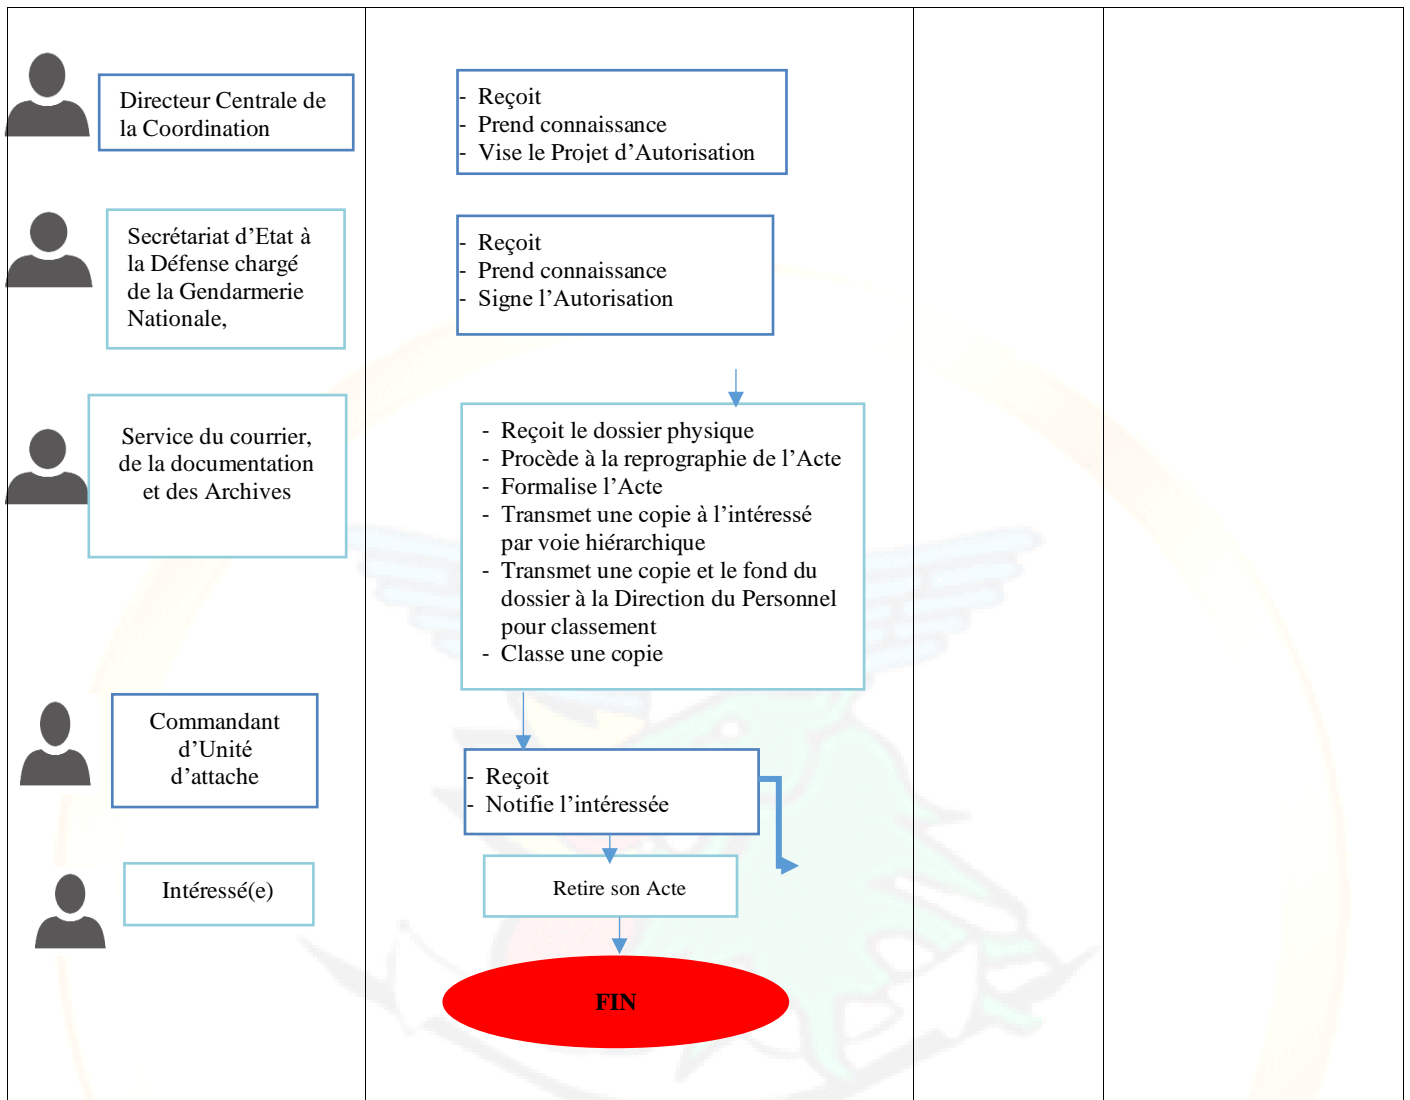 Directeur Centrale de
la Coordination
- Reçoit
- Prend connaissance
- Vise le Projet d’Autorisation
Secrétariat d’Etat à
la Défense chargé
de la Gendarmerie
Nationale,
- Reçoit
- Prend connaissance
- Signe l’Autorisation
Service du courrier,
de la documentation
et des Archives
- Reçoit le dossier physique
- Procède à la reprographie de l’Acte
- Formalise l’Acte
- Transmet une copie à l’intéressé
par voie hiérarchique
- Transmet une copie et le fond du
dossier à la Direction du Personnel
pour classement
- Classe une copie
Commandant
d’Unité
d’attache
- Reçoit
- Notifie l’intéressée
Intéressé(e)
Retire son Acte
FIN